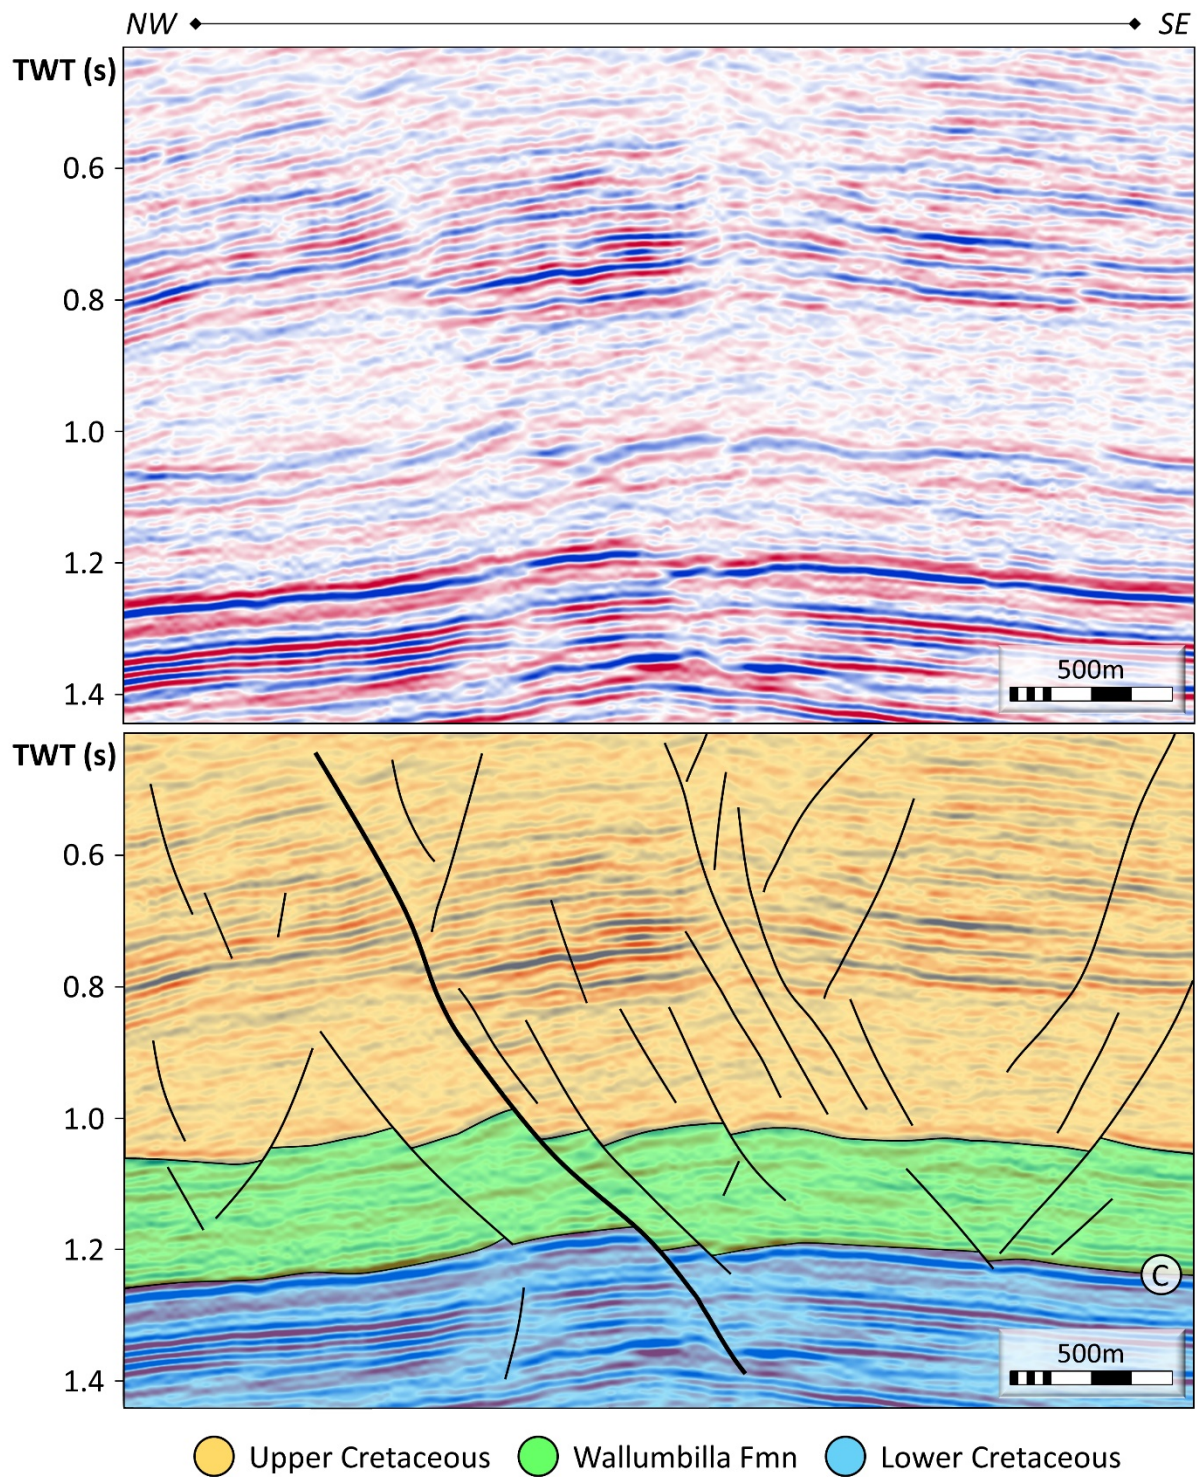 NW SE
TWT (s)
0.6
0.8
1.0
1.2
1.4
500m
TWT (s)
0.6
0.8
1.0
1.2
1.4
C
500m
Upper Cretaceous Wallumbilla Fmn Lower Cretaceous